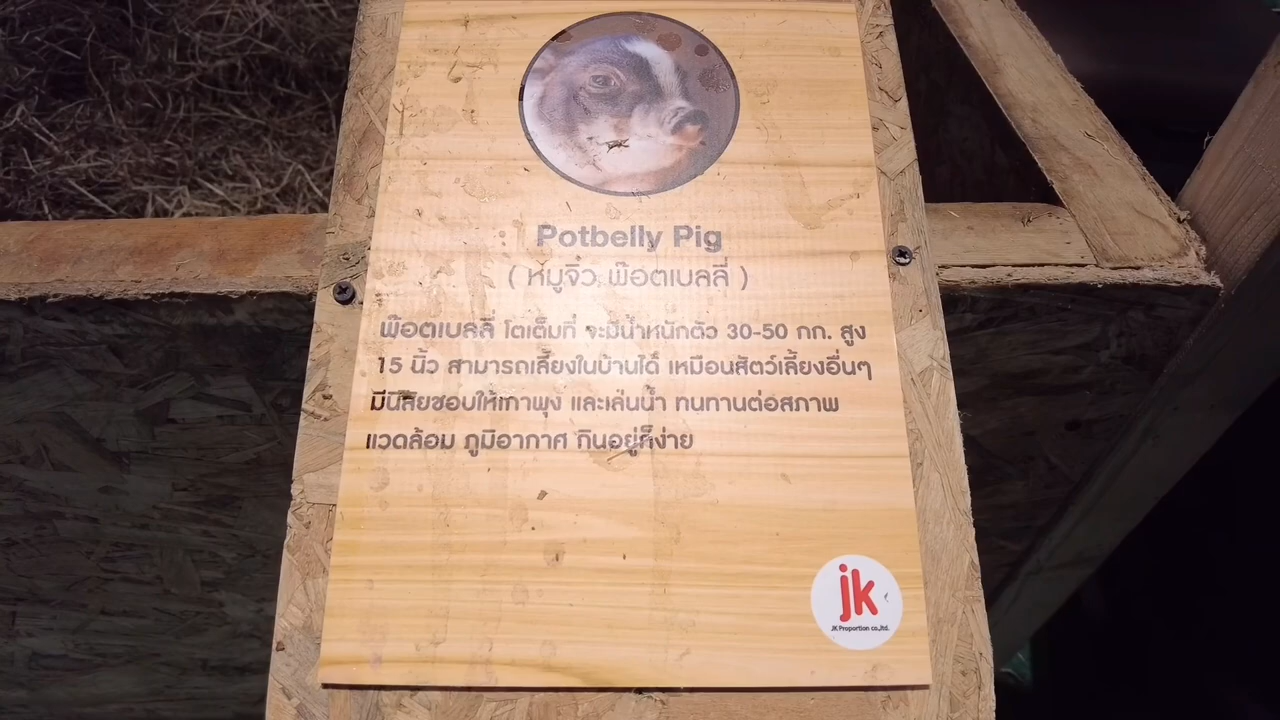 Potbelly Pig
( หมูจิ๋ว พ๊อตเบลลี่ )
พ๊อตเบลลี่ โตเต็มที่ จะมีน้ำหนักตัว 30-50 กก. สูง
15 นิ้ว สามารถเลี้ยงในบ้านได้ เหมือนสัตว์เลี้ยงอื่นๆ
มีนิสัยชอบให้เกาพุง และเล่นน้ำ ทนทานต่อสภาพ
แวดล้อม ภูมิอากาศ กินอยู่ก็ง่าย
jk
JK Proportion co.,ltd.